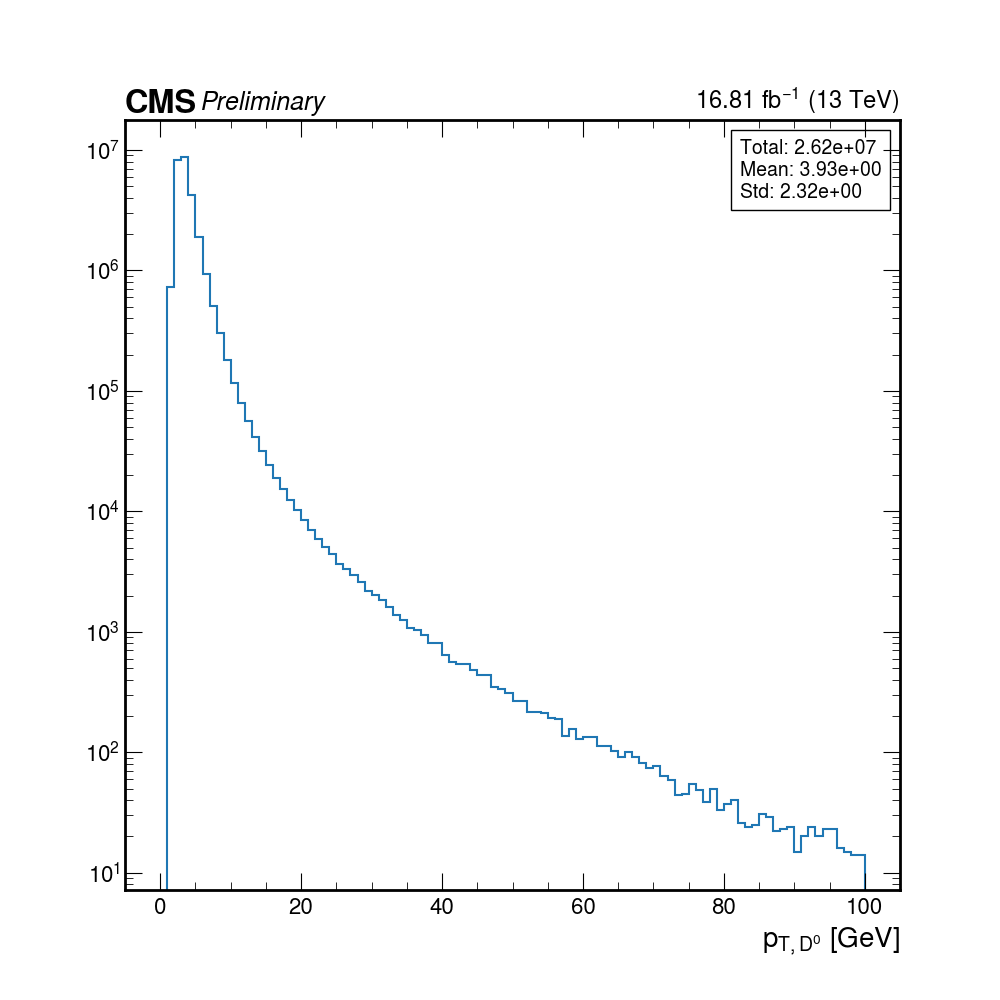 CMS Preliminary 16.81 fb⁻¹ (13 TeV)
Total: 2.62e+07
Mean: 3.93e+00
Std: 2.32e+00
10⁷
10⁶
10⁵
10⁴
10³
10²
10¹
0 20 40 60 80 100
p_{T, D⁰} [GeV]